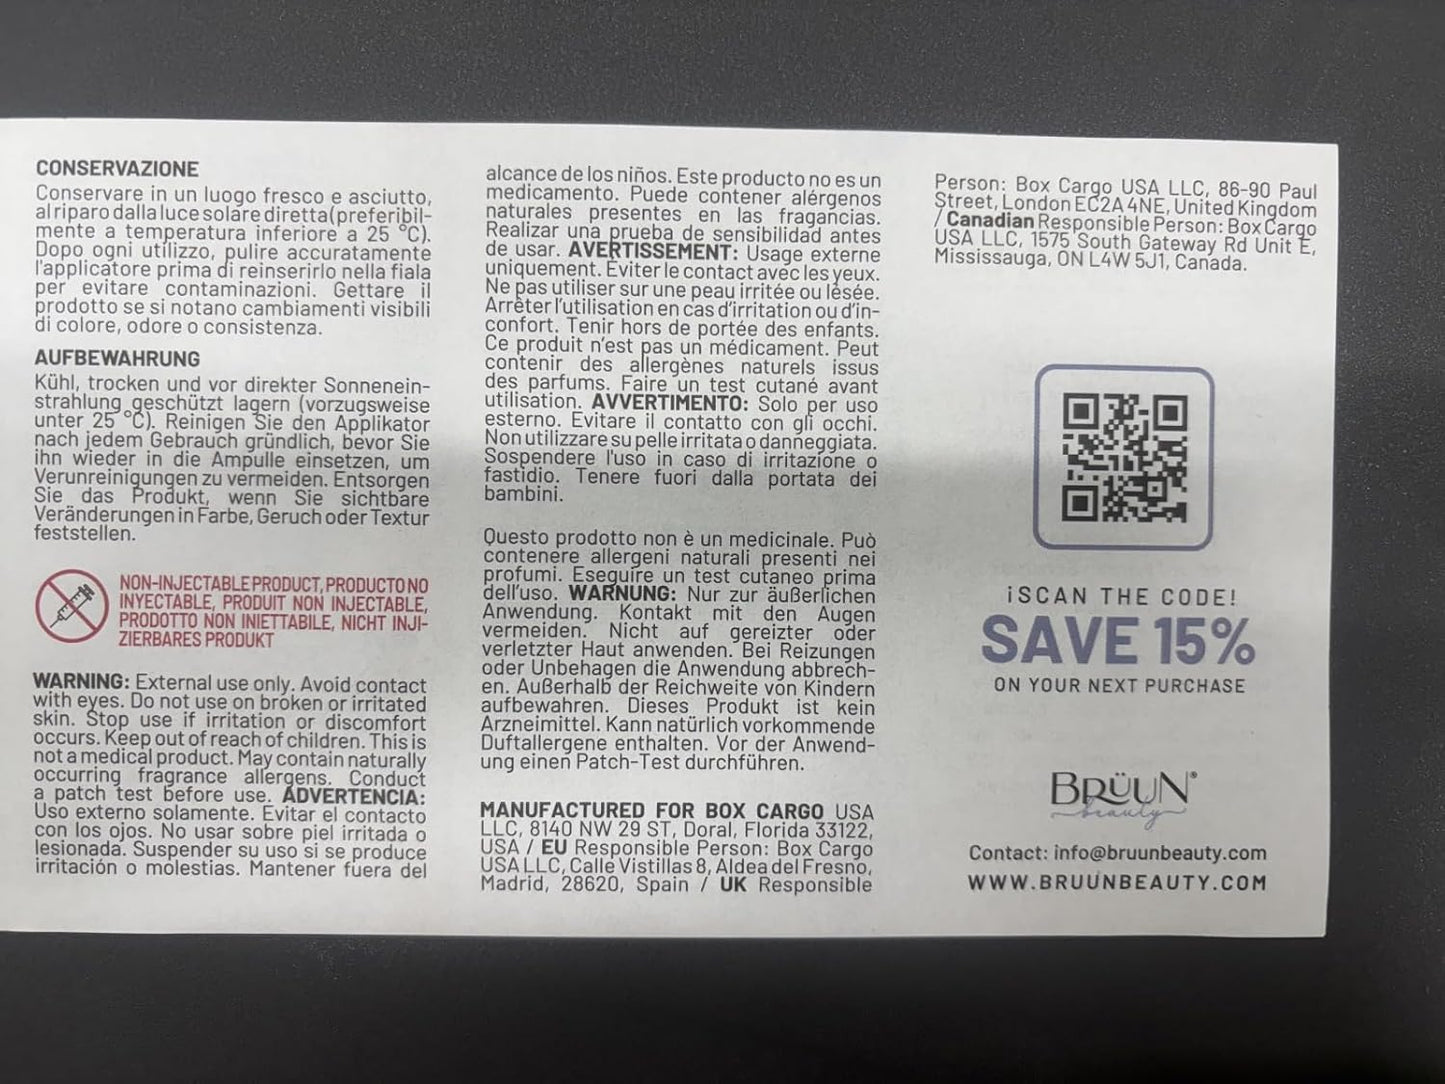 CONSERVAZIONE
Conservare in un luogo fresco e asciutto,
al riparo dalla luce solare diretta (preferibil-
mente a temperatura inferiore a 25 °C).
Dopo ogni utilizzo, pulire accuratamente
l'applicatore prima di reinserirlo nella fiala
per evitare contaminazioni. Gettare il
prodotto se si notano cambiamenti visibili
di colore, odore o consistenza.
AUFBEWAHRUNG
Kühl, trocken und vor direkter Sonnenein-
strahlung geschützt lagern (vorzugsweise
unter 25 °C). Reinigen Sie den Applikator
nach jedem Gebrauch gründlich, bevor Sie
ihn wieder in die Ampulle einsetzen, um
Verunreinigungen zu vermeiden. Entsorgen
Sie das Produkt, wenn Sie sichtbare
Veränderungen in Farbe, Geruch oder Textur
feststellen.
NON-INJECTABLE PRODUCT, PRODUCTO NO
INYECTABLE, PRODUIT NON INJECTABLE,
PRODOTTO NON INIETTABILE, NICHT INJI-
ZIERBARES PRODUKT
WARNING: External use only. Avoid contact
with eyes. Do not use on broken or irritated
skin. Stop use if irritation or discomfort
occurs. Keep out of reach of children. This is
not a medical product. May contain naturally
occurring fragrance allergens. Conduct
a patch test before use. ADVERTENCIA:
Uso externo solamente. Evitar el contacto
con los ojos. No usar sobre piel irritada o
lesionada. Suspender su uso si se produce
irritación o molestias. Mantener fuera del
alcance de los niños. Este producto no es un
medicamento. Puede contener alérgenos
naturales presentes en las fragancias.
Realizar una prueba de sensibilidad antes
de usar. AVERTISSEMENT: Usage externe
uniquement. Éviter le contact avec les yeux.
Ne pas utiliser sur une peau irritée ou lésée.
Arrêter l'utilisation en cas d'irritation ou d'in-
confort. Tenir hors de portée des enfants.
Ce produit n'est pas un médicament. Peut
contenir des allergènes naturels issus
des parfums. Faire un test cutané avant
utilisation. AVVERTIMENTO: Solo per uso
esterno. Evitare il contatto con gli occhi.
Non utilizzare su pelle irritata o danneggiata.
Sospendere l'uso in caso di irritazione o
fastidio. Tenere fuori dalla portata dei
bambini.
Questo prodotto non è un medicinale. Può
contenere allergeni naturali presenti nei
profumi. Eseguire un test cutaneo prima
dell'uso. WARNUNG: Nur zur äußerlichen
Anwendung. Kontakt mit den Augen
vermeiden. Nicht auf gereizter oder
verletzter Haut anwenden. Bei Reizungen
oder Unbehagen die Anwendung abbrech-
en. Außerhalb der Reichweite von Kindern
aufbewahren. Dieses Produkt ist kein
Arzneimittel. Kann natürlich vorkommende
Duftallergene enthalten. Vor der Anwend-
ung einen Patch-Test durchführen.
MANUFACTURED FOR BOX CARGO USA
LLC, 8140 NW 29 ST, Doral, Florida 33122,
USA / EU Responsible Person: Box Cargo
USA LLC, Calle Vistillas 8, Aldea del Fresno,
Madrid, 28620, Spain / UK Responsible
Person: Box Cargo USA LLC, 86-90 Paul
Street, London EC2A 4NE, United Kingdom
/ Canadian Responsible Person: Box Cargo
USA LLC, 1575 South Gateway Rd Unit E,
Mississauga, ON L4W 5J1, Canada.
¡SCAN THE CODE!
SAVE 15%
ON YOUR NEXT PURCHASE
BRÜUN®
beauty
Contact: info@bruunbeauty.com
WWW.BRUUNBEAUTY.COM